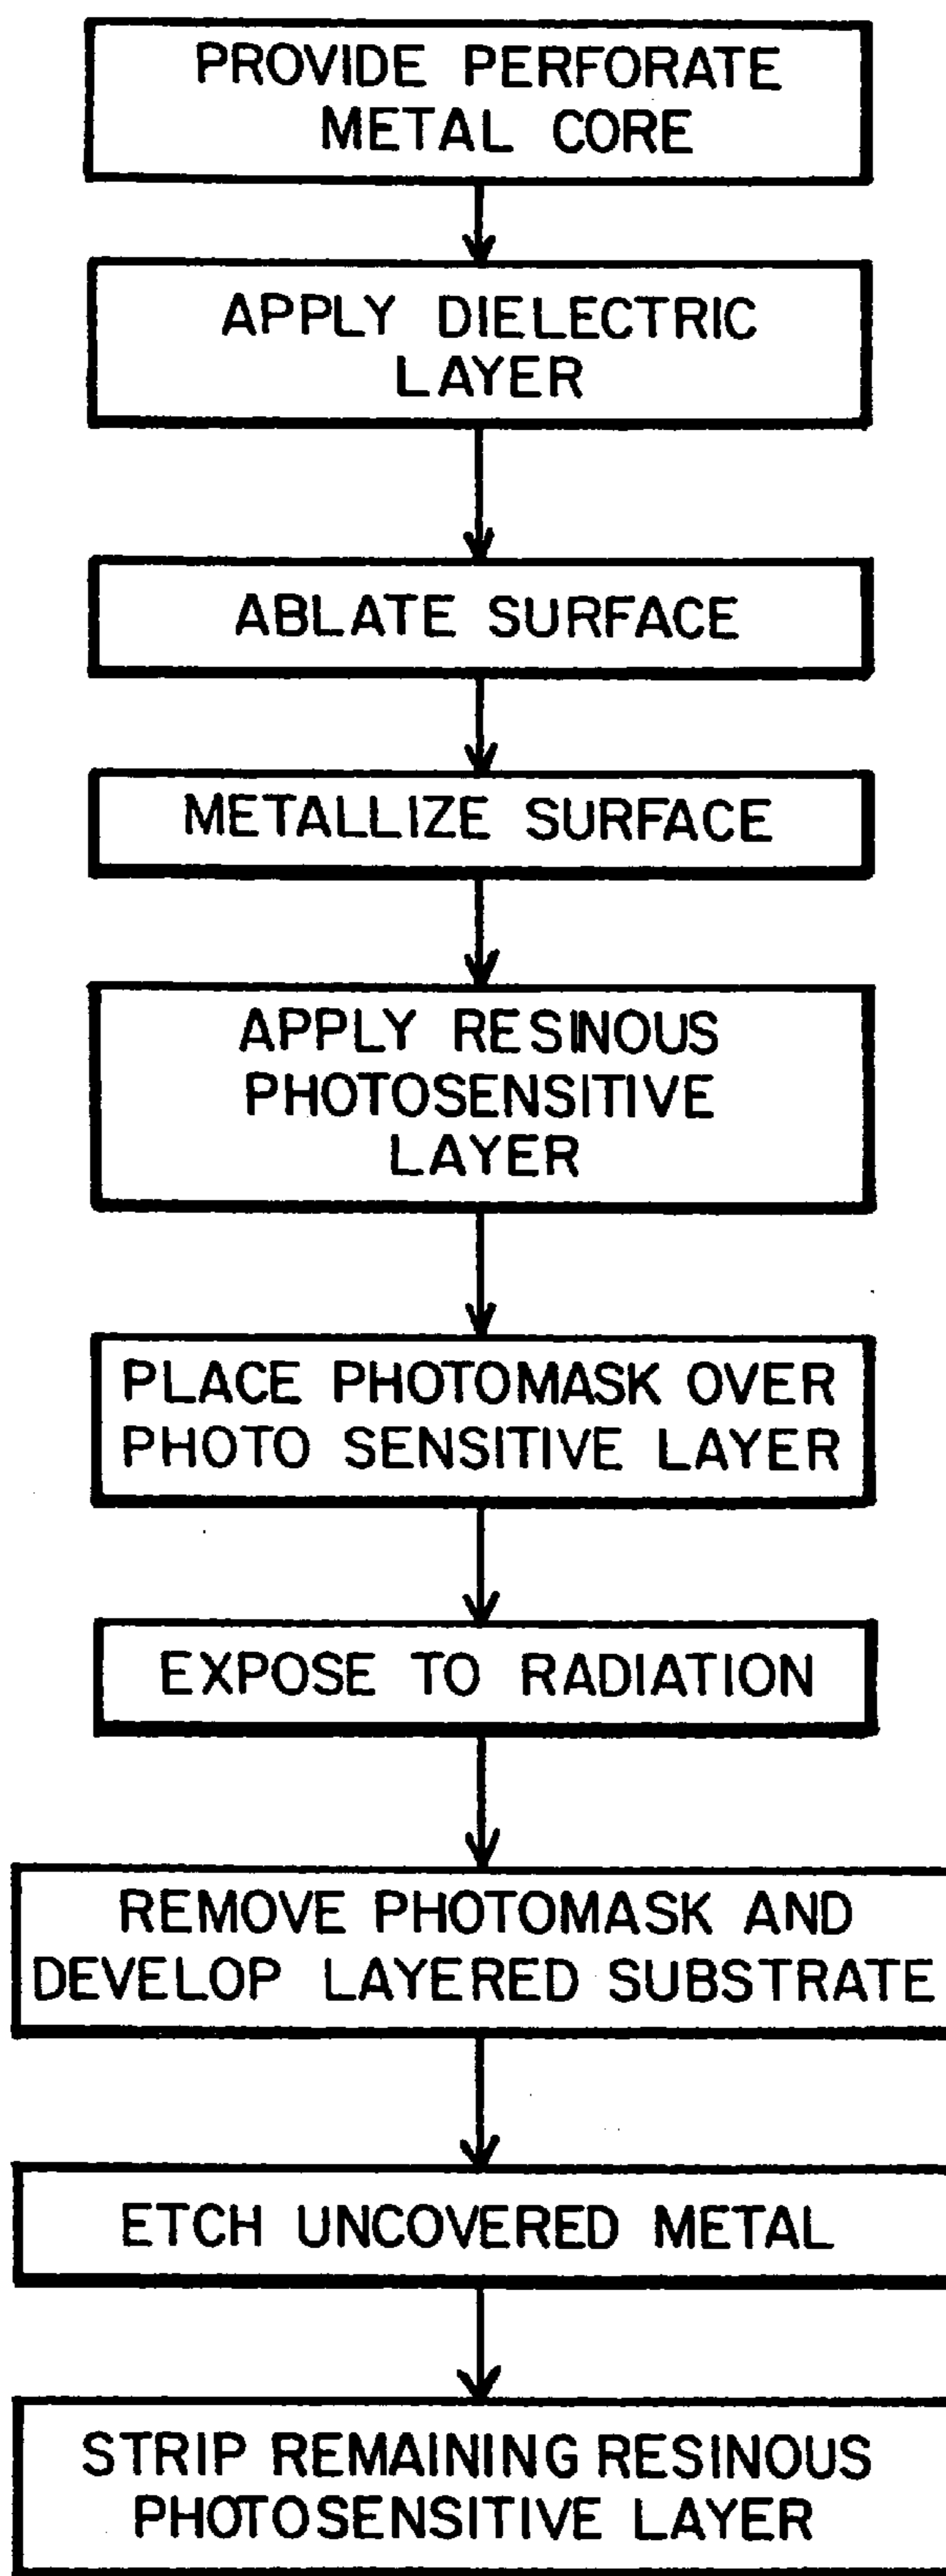 PROVIDE PERFORATE
METAL CORE
APPLY DIELECTRIC
LAYER
ABLATE SURFACE
METALLIZE SURFACE
APPLY RESINOUS
PHOTOSENSITIVE
LAYER
PLACE PHOTOMASK OVER
PHOTO SENSITIVE LAYER
EXPOSE TO RADIATION
REMOVE PHOTOMASK AND
DEVELOP LAYERED SUBSTRATE
ETCH UNCOVERED METAL
STRIP REMAINING RESINOUS
PHOTOSENSITIVE LAYER